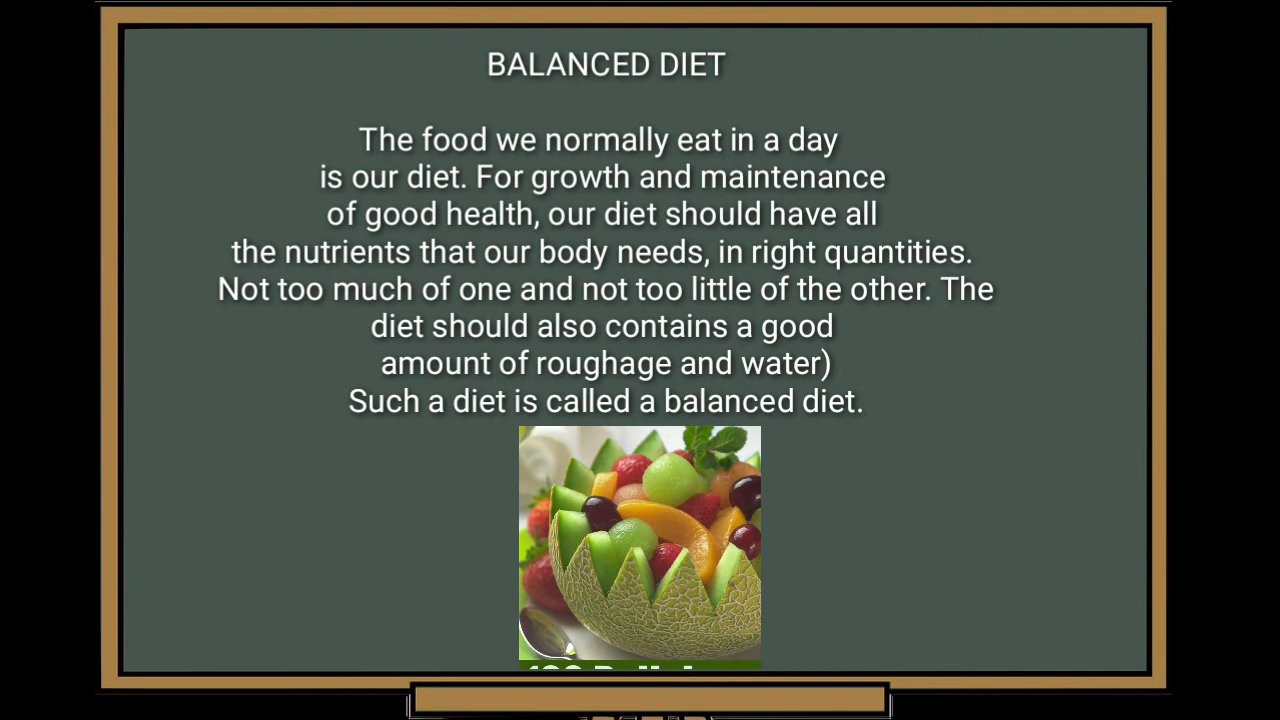 BALANCED DIET
The food we normally eat in a day
is our diet. For growth and maintenance
of good health, our diet should have all
the nutrients that our body needs, in right quantities.
Not too much of one and not too little of the other. The
diet should also contains a good
amount of roughage and water)
Such a diet is called a balanced diet.